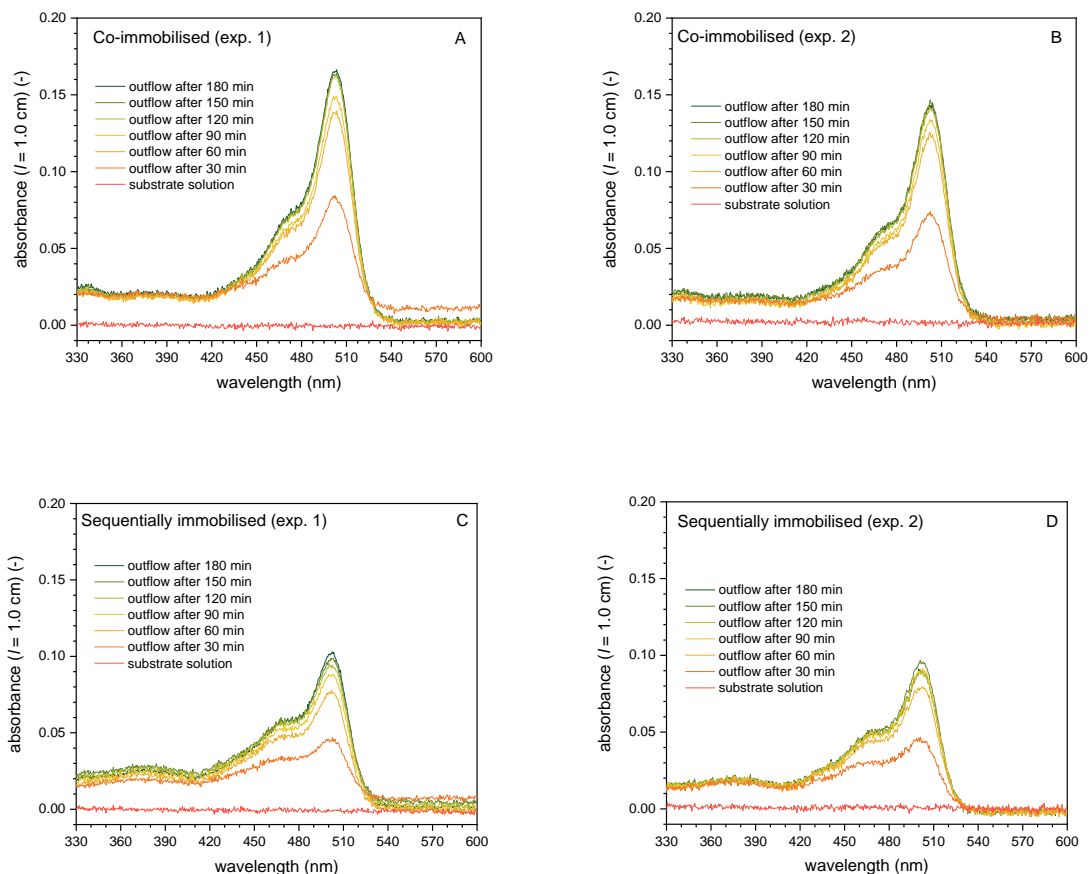 Co-immobilised (exp. 1)
A
outflow after 180 min
outflow after 150 min
outflow after 120 min
outflow after 90 min
outflow after 60 min
outflow after 30 min
substrate solution
0.20
0.15
0.10
0.05
0.00
absorbance (l = 1.0 cm) (-)
330 360 390 420 450 480 510 540 570 600
wavelength (nm)
Co-immobilised (exp. 2)
B
outflow after 180 min
outflow after 150 min
outflow after 120 min
outflow after 90 min
outflow after 60 min
outflow after 30 min
substrate solution
0.20
0.15
0.10
0.05
0.00
absorbance (l = 1.0 cm) (-)
330 360 390 420 450 480 510 540 570 600
wavelength (nm)
Sequentially immobilised (exp. 1)
C
outflow after 180 min
outflow after 150 min
outflow after 120 min
outflow after 90 min
outflow after 60 min
outflow after 30 min
substrate solution
0.20
0.15
0.10
0.05
0.00
absorbance (l = 1.0 cm) (-)
330 360 390 420 450 480 510 540 570 600
wavelength (nm)
Sequentially immobilised (exp. 2)
D
outflow after 180 min
outflow after 150 min
outflow after 120 min
outflow after 90 min
outflow after 60 min
outflow after 30 min
substrate solution
0.20
0.15
0.10
0.05
0.00
absorbance (l = 1.0 cm) (-)
330 360 390 420 450 480 510 540 570 600
wavelength (nm)